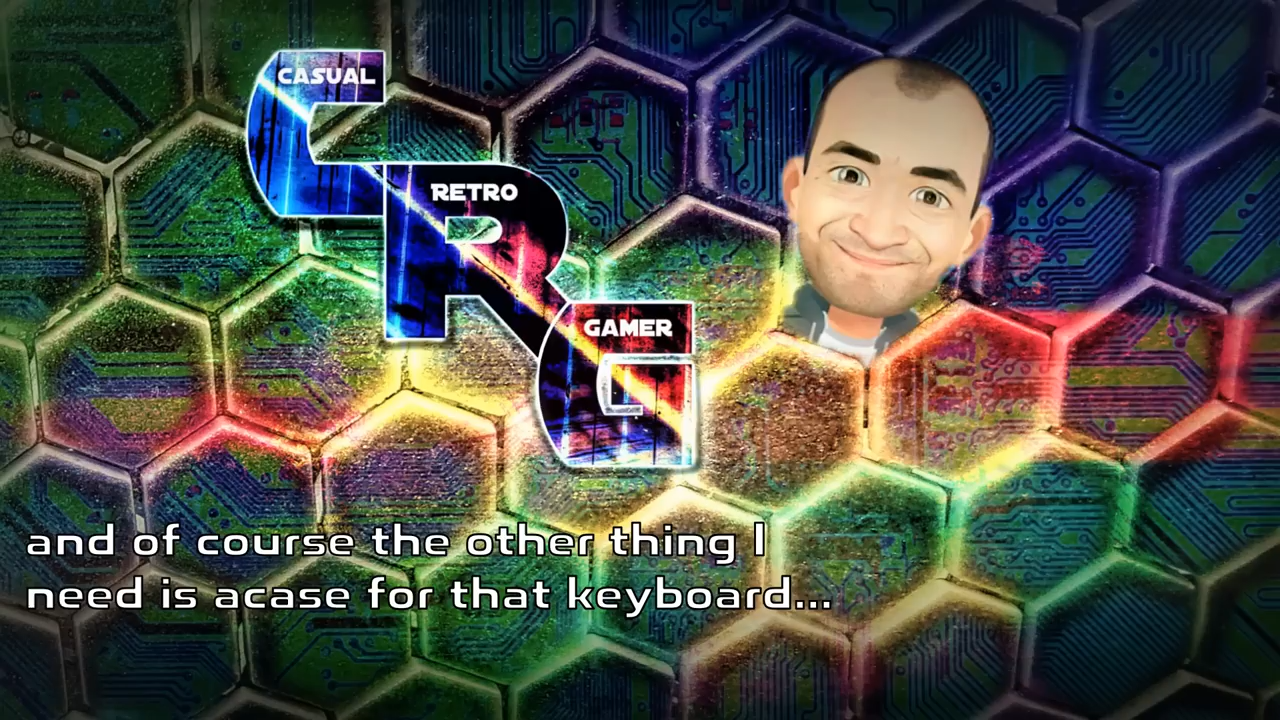 CASUAL
RETRO
GAMER
and of course the other thing I
need is acase for that keyboard...